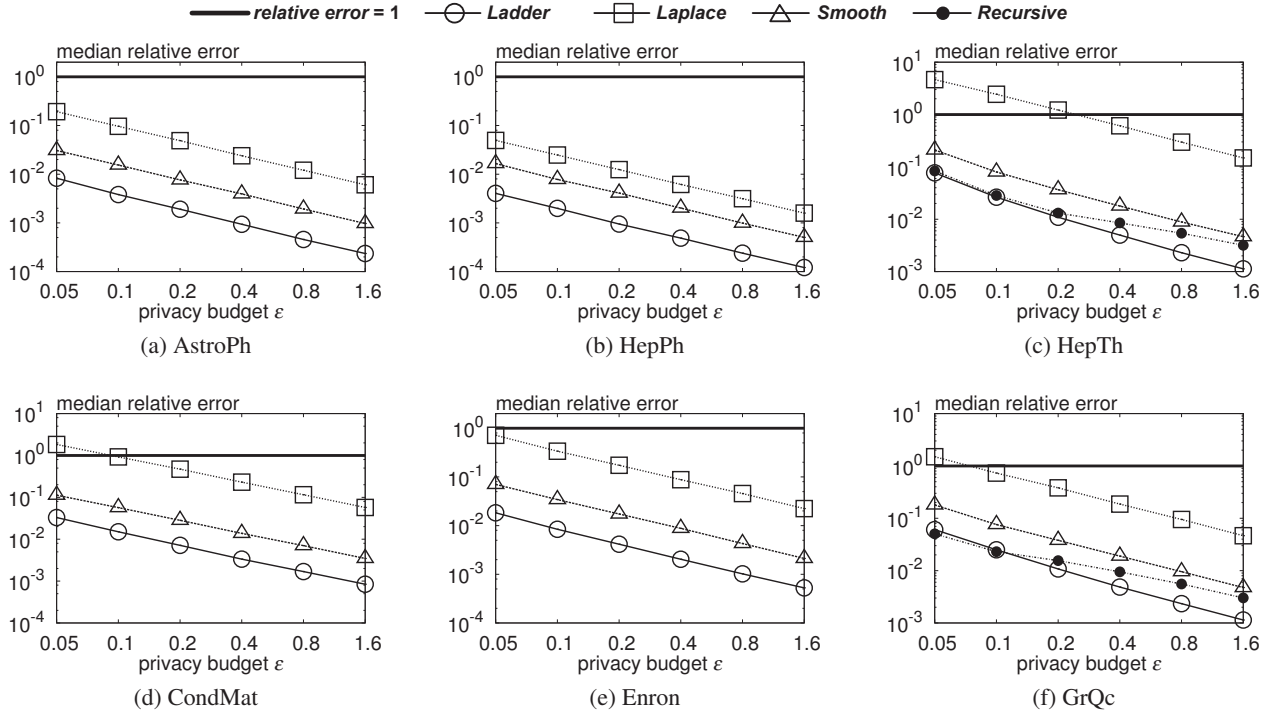 relative error = 1 Ladder Laplace Smooth Recursive
median relative error
10^0
10^-1
10^-2
10^-3
10^-4
0.05 0.1 0.2 0.4 0.8 1.6
privacy budget ε
(a) AstroPh
median relative error
10^0
10^-1
10^-2
10^-3
10^-4
0.05 0.1 0.2 0.4 0.8 1.6
privacy budget ε
(b) HepPh
median relative error
10^1
10^0
10^-1
10^-2
10^-3
0.05 0.1 0.2 0.4 0.8 1.6
privacy budget ε
(c) HepTh
median relative error
10^1
10^0
10^-1
10^-2
10^-3
10^-4
0.05 0.1 0.2 0.4 0.8 1.6
privacy budget ε
(d) CondMat
median relative error
10^0
10^-1
10^-2
10^-3
10^-4
0.05 0.1 0.2 0.4 0.8 1.6
privacy budget ε
(e) Enron
median relative error
10^1
10^0
10^-1
10^-2
10^-3
0.05 0.1 0.2 0.4 0.8 1.6
privacy budget ε
(f) GrQc